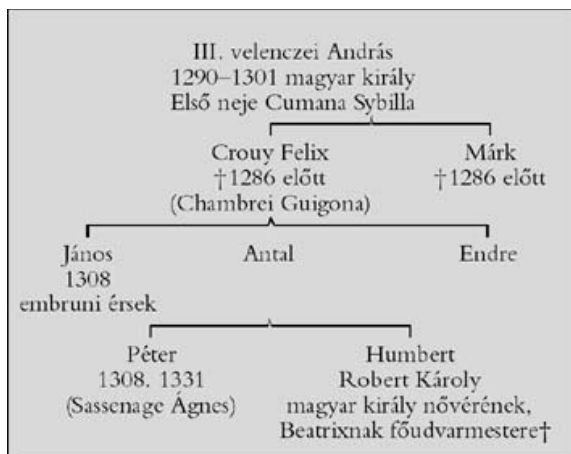 III. velenczei András
1290–1301 magyar király
Első neje Cumana Sybilla
Crouy Felix
†1286 előtt
(Chambrei Guigona)
Márk
†1286 előtt
János
1308
embruni érsek
Antal
Endre
Péter
1308. 1331
(Sassenage Ágnes)
Humbert
Robert Károly
magyar király nővérének,
Beatrixnak főudvarmestere†